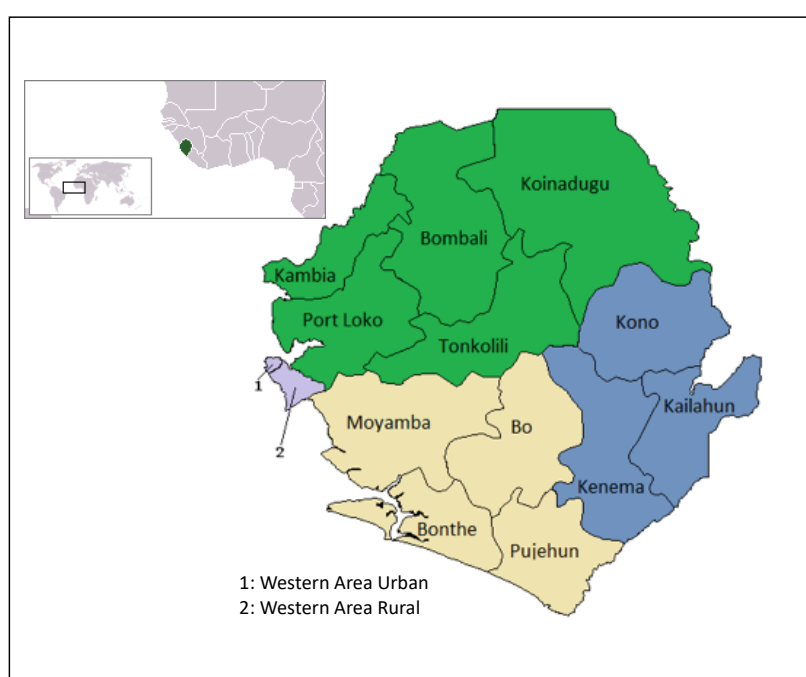 Koinadugu
Bombali
Kambia
Port Loko
Kono
Tonkolili
1
Kailahun
Moyamba
Bo
2
Kenema
Bonthe
Pujehun
1: Western Area Urban
2: Western Area Rural